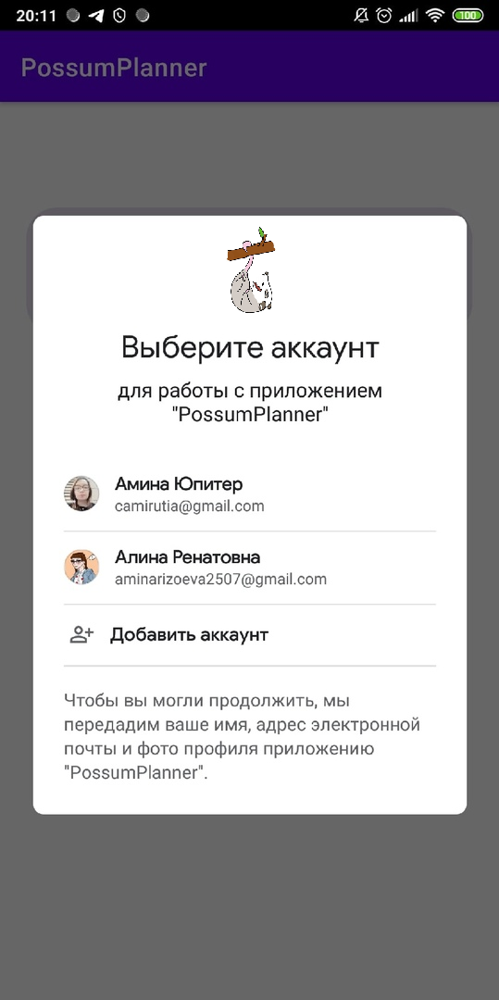 20:11
100
PossumPlanner
Выберите аккаунт
для работы с приложением
"PossumPlanner"
Амина Юпитер
camirutia@gmail.com
Алина Ренатовна
aminarizoeva2507@gmail.com
Добавить аккаунт
Чтобы вы могли продолжить, мы
передадим ваше имя, адрес электронной
почты и фото профиля приложению
"PossumPlanner".